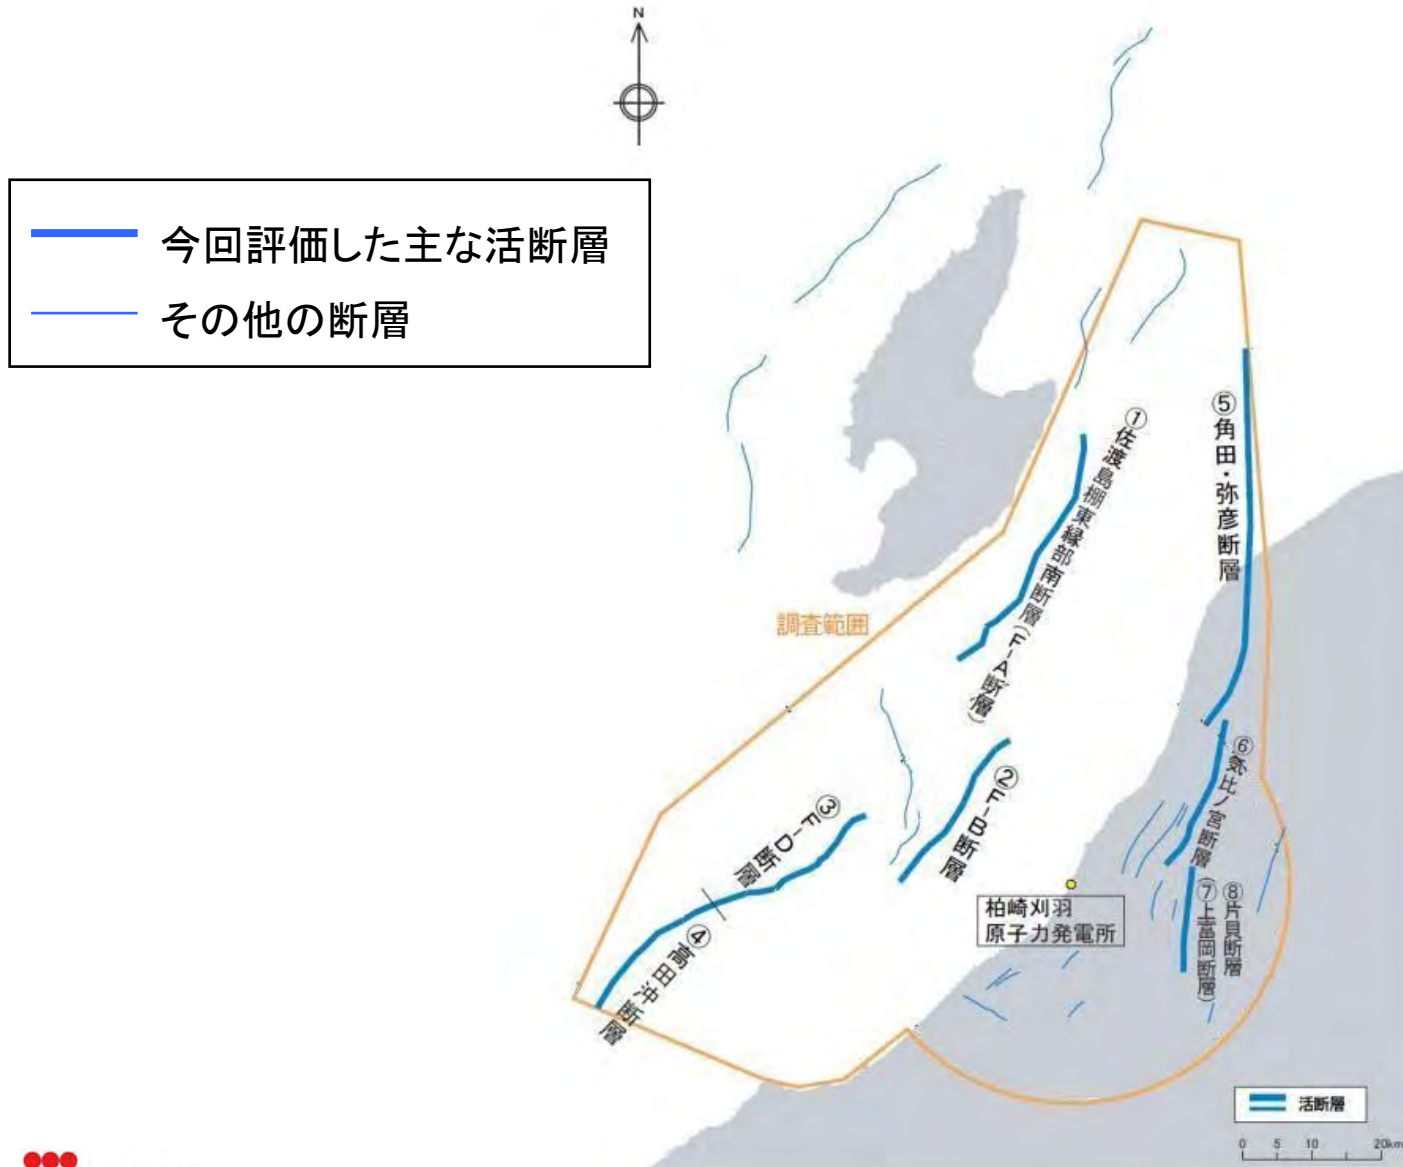 N
今回評価した主な活断層
その他の断層
①佐渡島棚東縁部南断層(F-A断層)
⑤角田・弥彦断層
調査範囲
⑥気比ノ宮断層
②F-B断層
③F-D断層
柏崎刈羽
原子力発電所
⑧片貝断層
(⑦上富岡断層)
④高田沖断層
活断層
0 5 10 20km